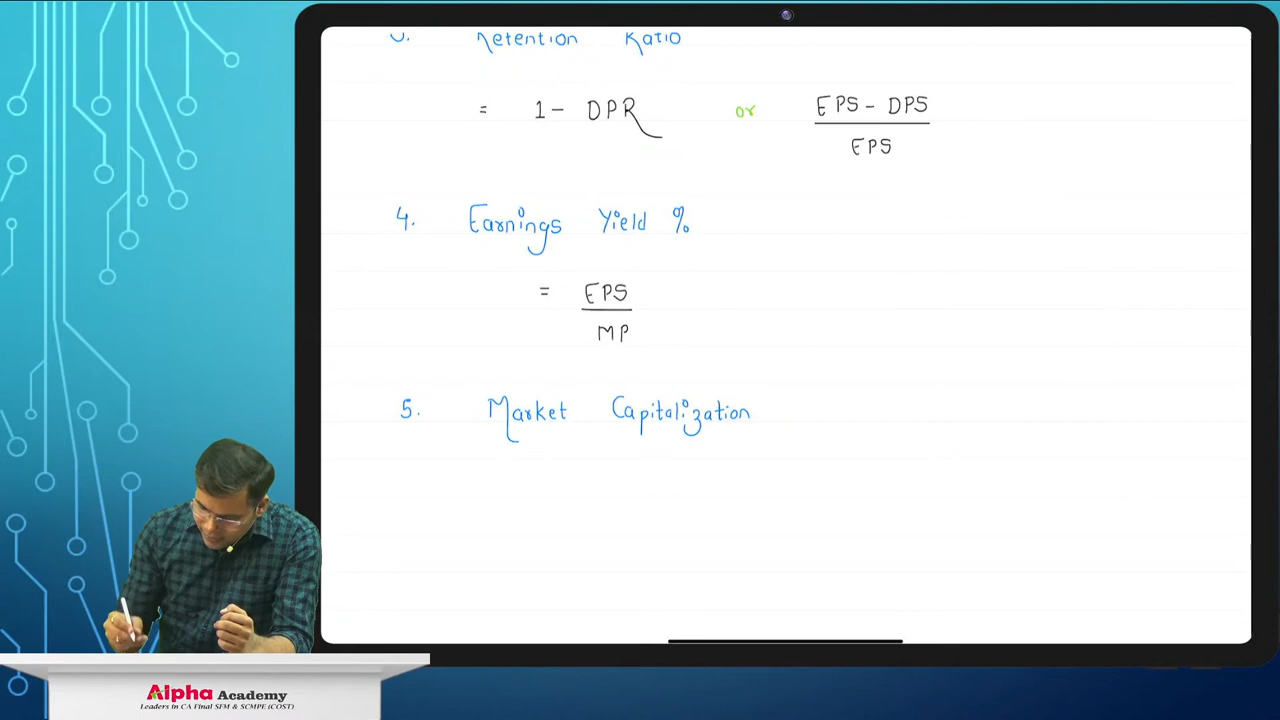 Retention Ratio
= 1 - DPR or EPS - DPS
EPS
4. Earnings Yield %
= EPS
MP
5. Market Capitalization
Alpha Academy
Leaders in CA Final SFM & SCMPE (COST)